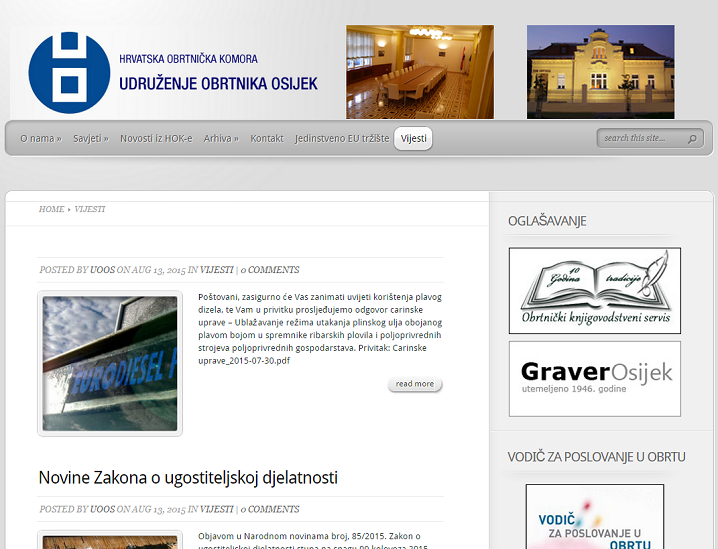 HRVATSKA OBRTNIČKA KOMORA
UDRUŽENJE OBRTNIKA OSIJEK
O nama » Savjeti » Novosti iz HOK-e Arhiva » Kontakt Jedinstveno EU tržište Vijesti
search this site...
HOME ▸ VIJESTI
POSTED BY UOOS ON AUG 13, 2015 IN VIJESTI | 0 COMMENTS
EURODIESEL
Poštovani, zasigurno će Vas zanimati uvijeti korištenja plavog
dizela, te Vam u privitku prosljeđujemo odgovor carinske
uprave – Ublažavanje režima utakanja plinskog ulja obojanog
plavom bojom u spremnike ribarskih plovila i poljoprivrednih
strojeva poljoprivrednih gospodarstava. Privitak: Carinske
uprave_2015-07-30.pdf
read more
Novine Zakona o ugostiteljskoj djelatnosti
POSTED BY UOOS ON AUG 13, 2015 IN VIJESTI | 0 COMMENTS
Objavom u Narodnom novinama broj, 85/2015. Zakon o
ugostiteljskoj djelatnosti stupa na snagu 09.kolovoza 2015.
OGLAŠAVANJE
10
Godina tradicije
Obrtnički knjigovodstveni servis
GraverOsijek
utemeljeno 1946. godine
VODIČ ZA POSLOVANJE U OBRTU
VODIČ
ZA POSLOVANJE U
OBRTU